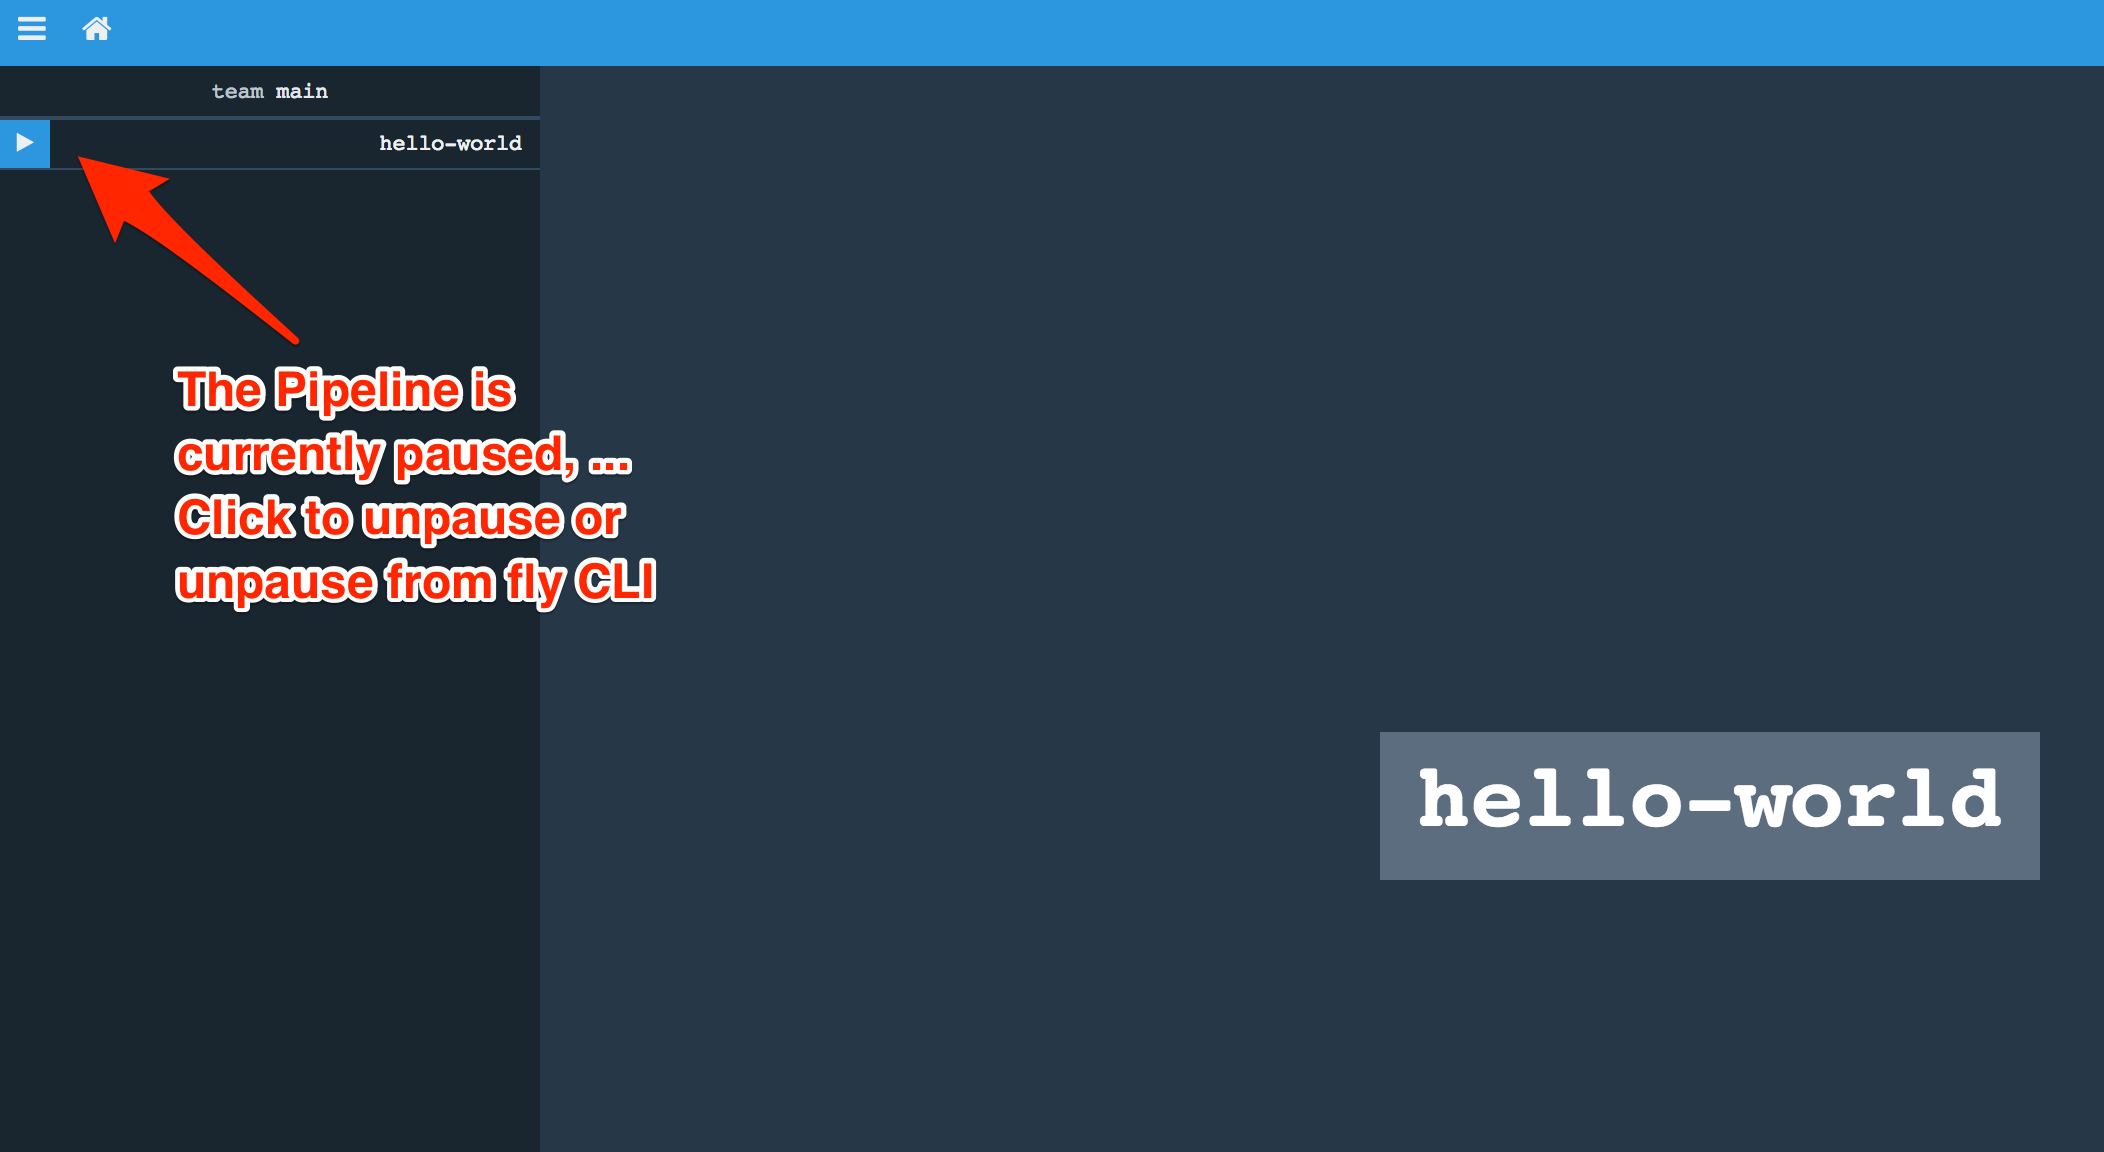 team main
hello-world
The Pipeline is
currently paused, ...
Click to unpause or
unpause from fly CLI
hello-world